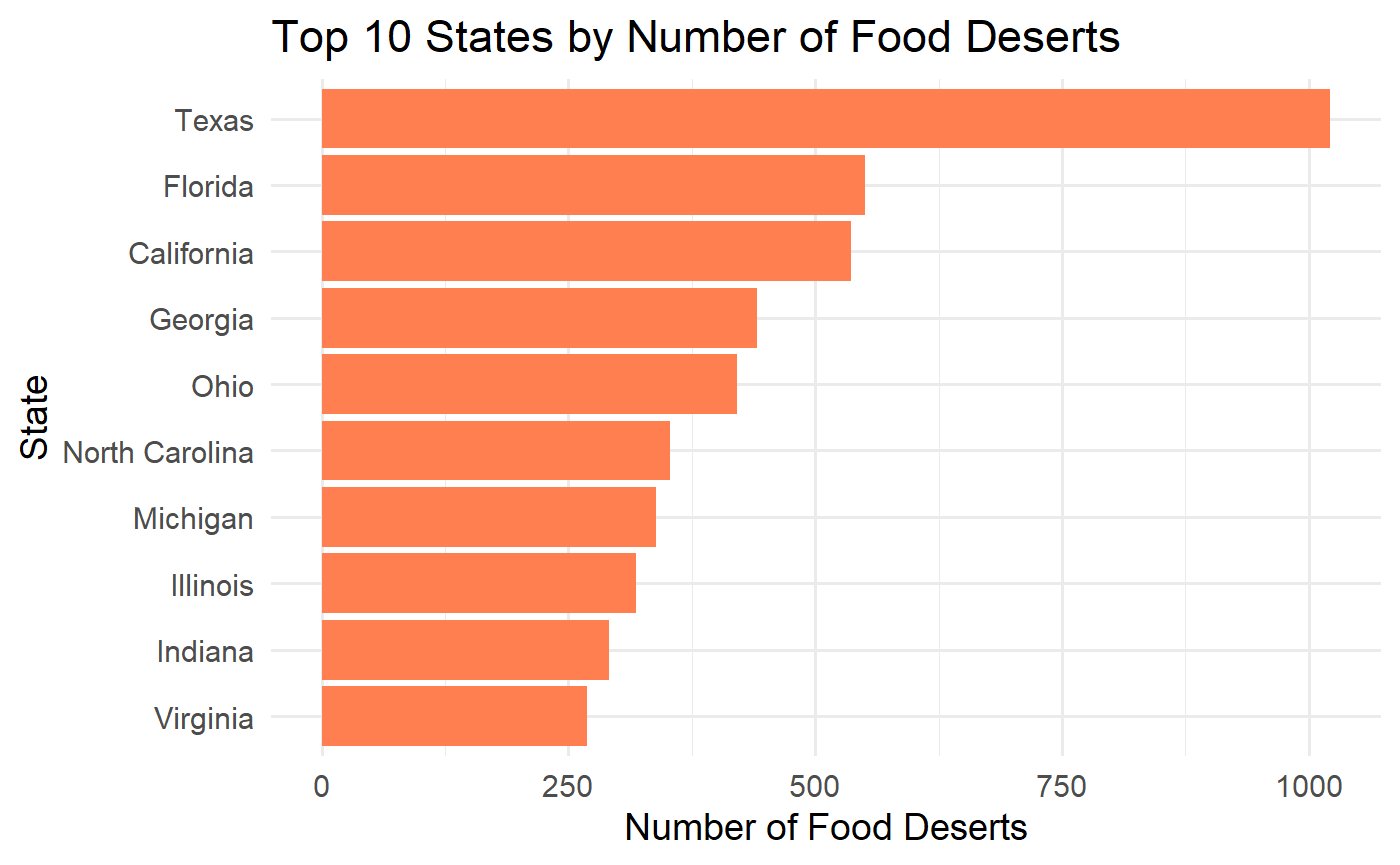 Top 10 States by Number of Food Deserts
Texas
Florida
California
Georgia
Ohio
North Carolina
Michigan
Illinois
Indiana
Virginia
State
0 250 500 750 1000
Number of Food Deserts